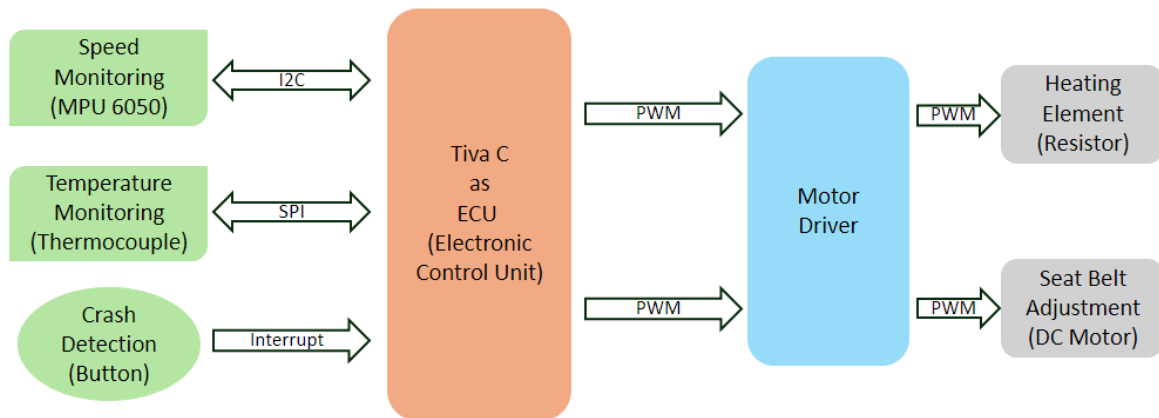 Speed
Monitoring
(MPU 6050)
I2C
Temperature
Monitoring
(Thermocouple)
SPI
Crash
Detection
(Button)
Interrupt
Tiva C
as
ECU
(Electronic
Control Unit)
PWM
PWM
Motor
Driver
PWM
Heating
Element
(Resistor)
PWM
Seat Belt
Adjustment
(DC Motor)